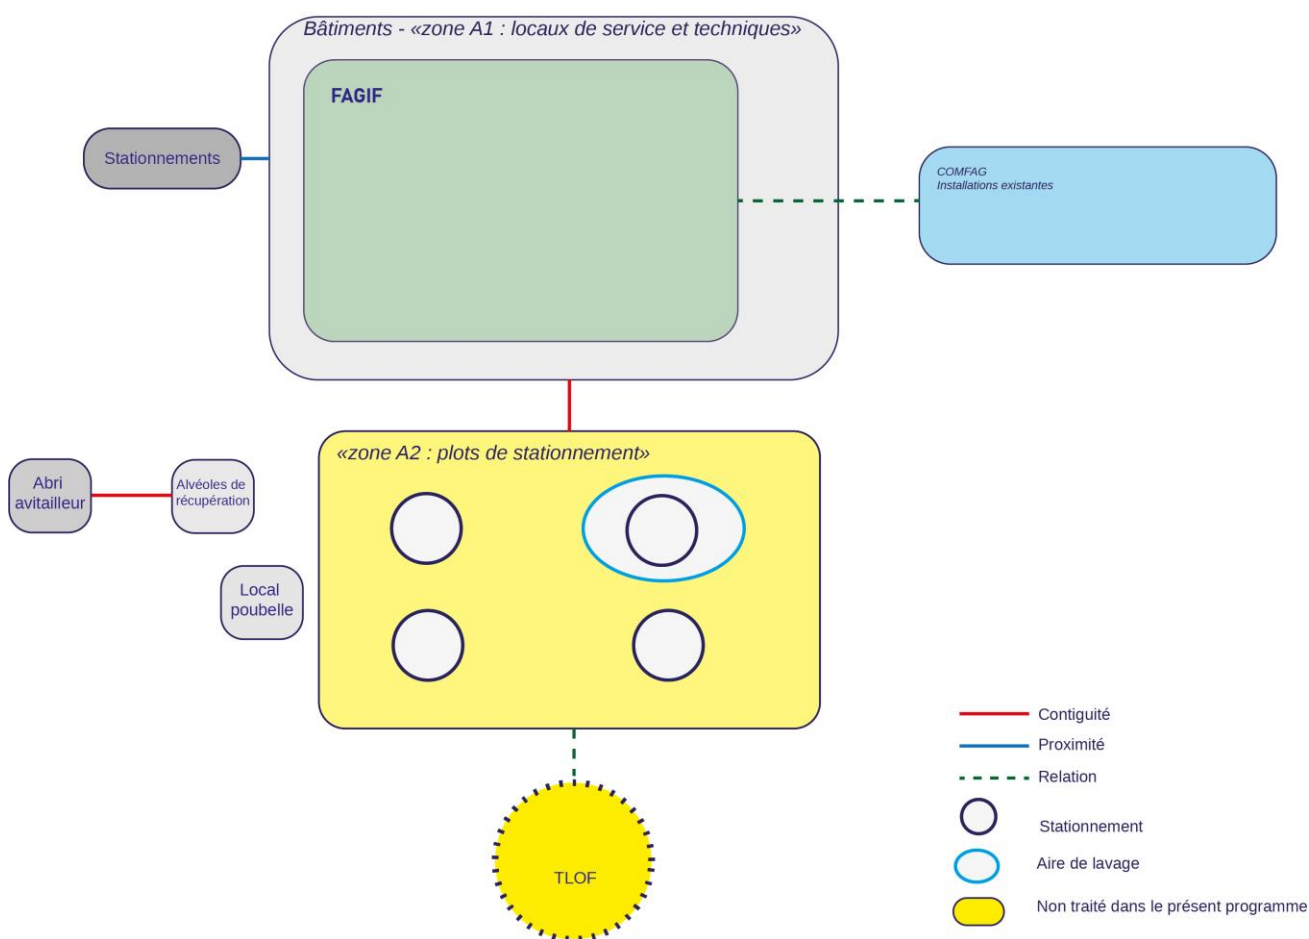 Bâtiments - «zone A1 : locaux de service et techniques»
FAGIF
Stationnements
COMFAG
Installations existantes
«zone A2 : plots de stationnement»
Abri
avitailleur
Alvéoles de
récupération
Local
poubelle
TLOF
Contiguité
Proximité
Relation
Stationnement
Aire de lavage
Non traité dans le présent programme